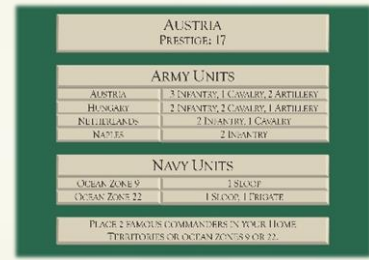 AUSTRIA
PRESTIGE: 17
ARMY UNITS
AUSTRIA 3 INFANTRY, 1 CAVALRY, 2 ARTILLERY
HUNGARY 2 INFANTRY, 2 CAVALRY, 1 ARTILLERY
NETHERLANDS 2 INFANTRY, 1 CAVALRY
NAPLES 2 INFANTRY
NAVY UNITS
OCEAN ZONE 9 1 SLOOP
OCEAN ZONE 22 1 SLOOP, 1 FRIGATE
PLACE 2 FAMOUS COMMANDERS IN YOUR HOME
TERRITORIES OR OCEAN ZONES 9 OR 22.